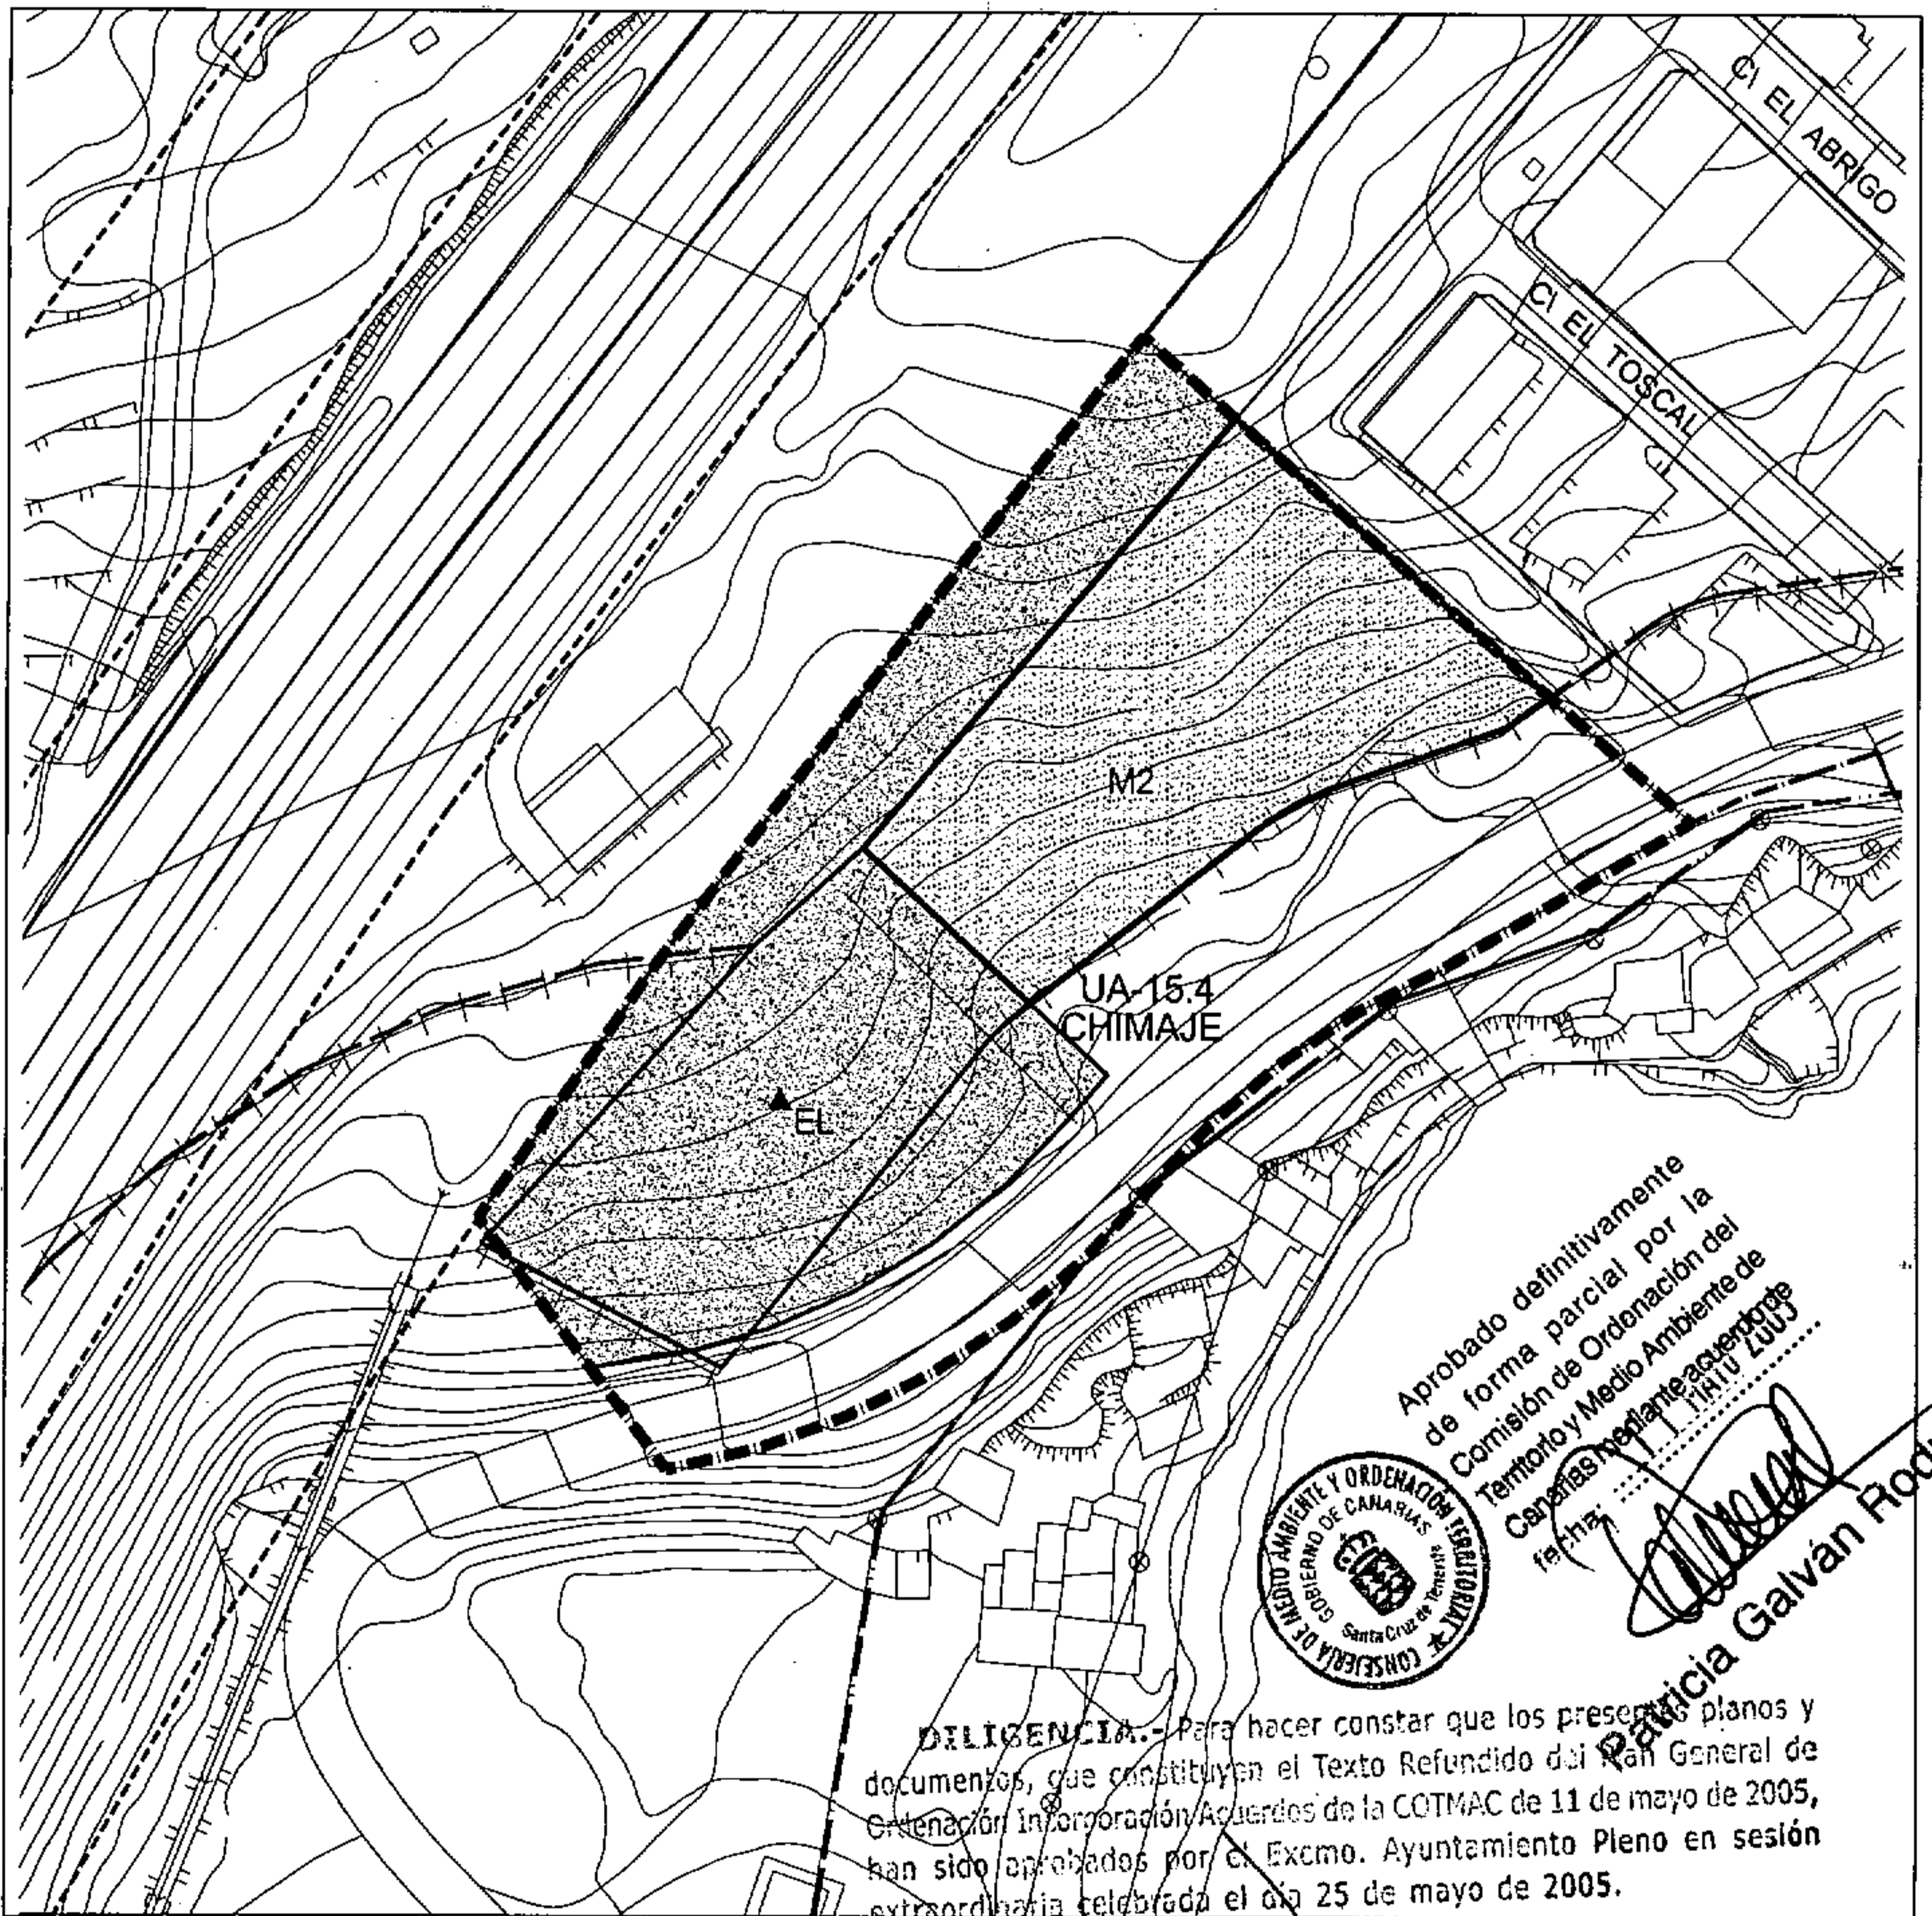 C\ EL ABRIGO
C\ EL TOSCAL
M2
UA-15.4
CHIMAJE
EL
Aprobado definitivamente
de forma parcial por la
Comisión de Ordenación del
Territorio y Medio Ambiente de
Canarias mediante acuerdo de
fecha:
CONSEJERÍA DE MEDIO AMBIENTE Y ORDENACIÓN TERRITORIAL
GOBIERNO DE CANARIAS
Santa Cruz de Tenerife
Patricia Galván
DILIGENCIA.- Para hacer constar que los presentes planos y
documentos, que constituyen el Texto Refundido del Plan General de
Ordenación Incorporación Acuerdos de la COTMAC de 11 de mayo de 2005,
han sido aprobados por el Excmo. Ayuntamiento Pleno en sesión
extraordinaria celebrada el día 25 de mayo de 2005.